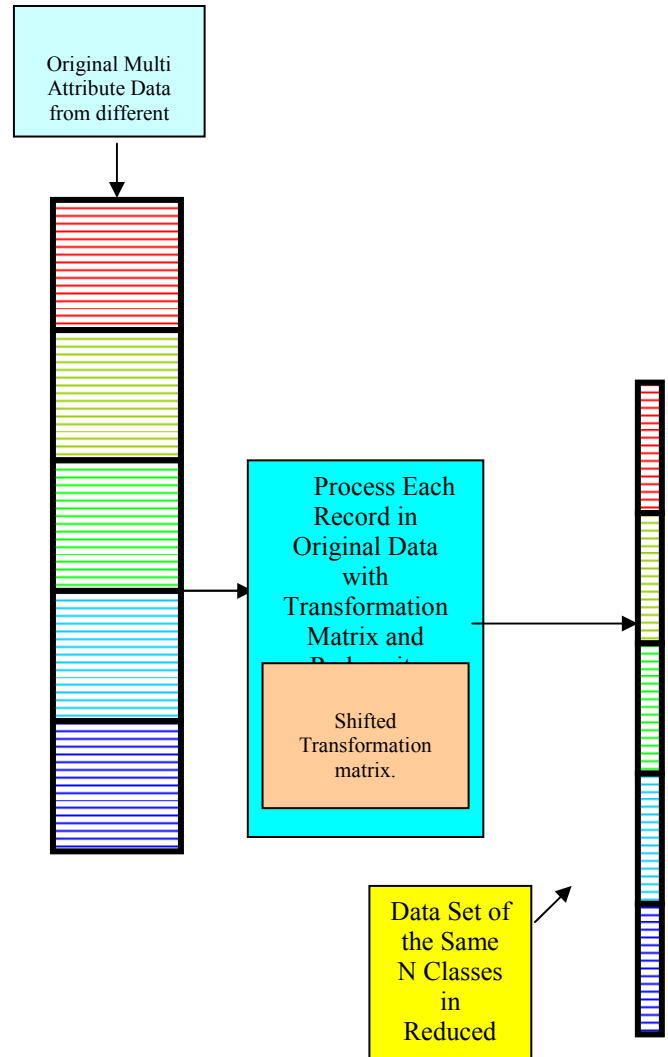 Original Multi
Attribute Data
from different
Process Each
Record in
Original Data
with
Transformation
Matrix and
Shifted
Transformation
matrix.
Data Set of
the Same
N Classes
in
Reduced